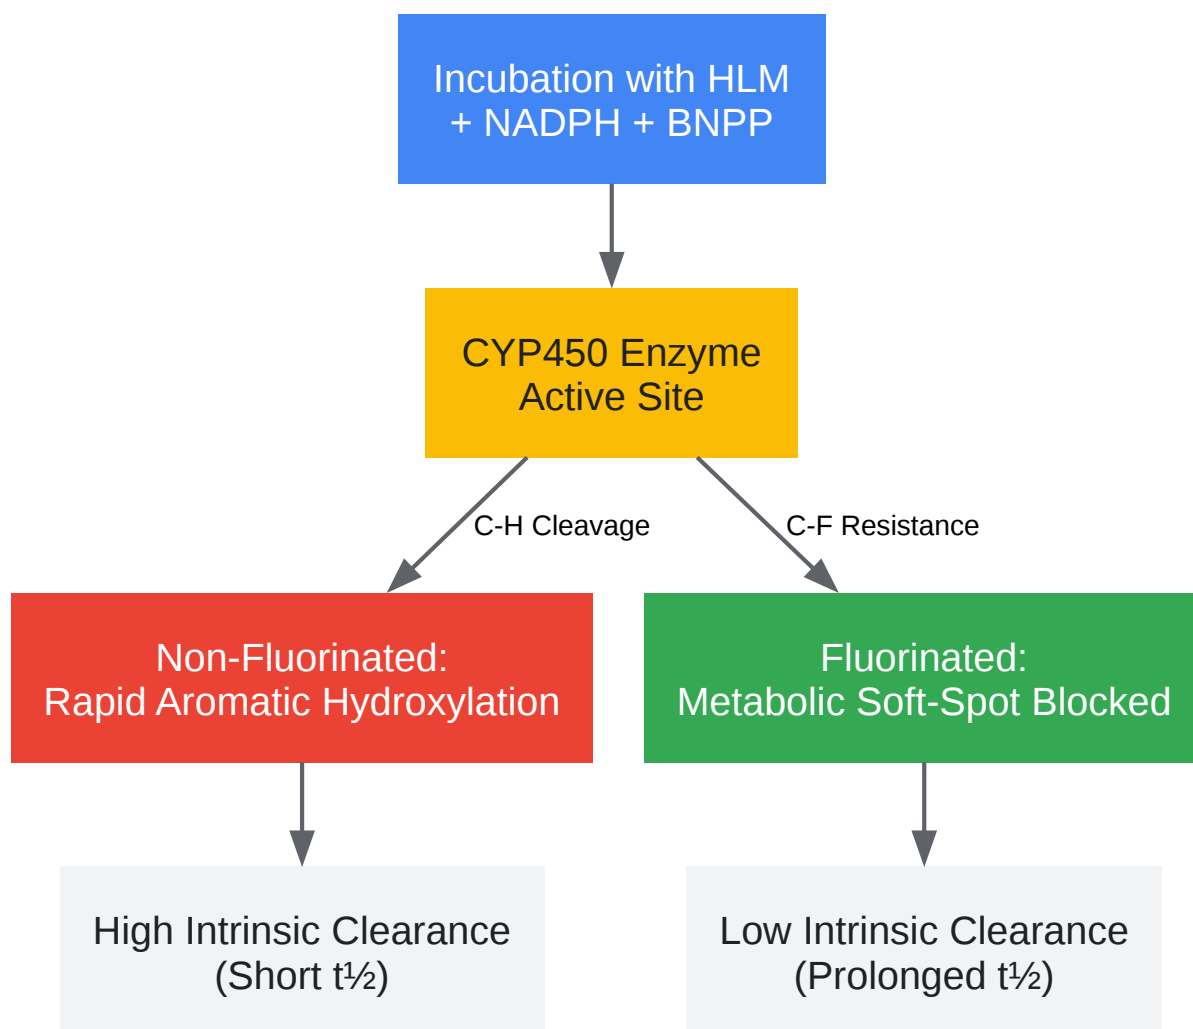 Incubation with HLM
+ NADPH + BNPP
CYP450 Enzyme
Active Site
C-H Cleavage
C-F Resistance
Non-Fluorinated:
Rapid Aromatic Hydroxylation
Fluorinated:
Metabolic Soft-Spot Blocked
High Intrinsic Clearance
(Short t½)
Low Intrinsic Clearance
(Prolonged t½)